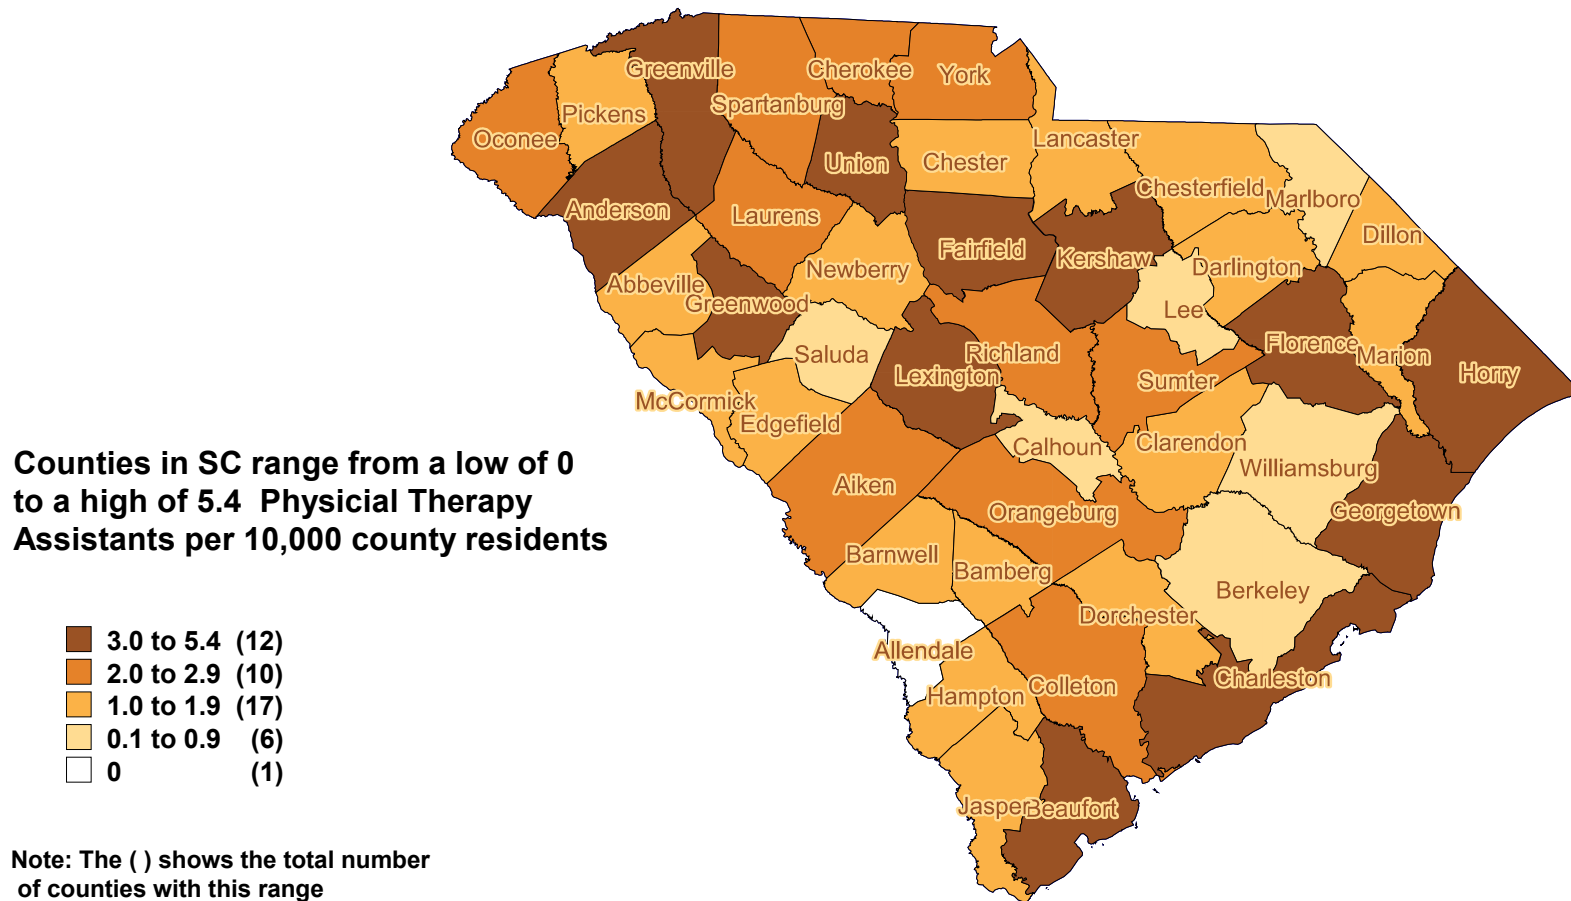 Greenville
Cherokee
York
Spartanburg
Pickens
Oconee
Union
Chester
Lancaster
Chesterfield
Marlboro
Anderson
Laurens
Dillon
Fairfield
Kershaw
Newberry
Darlington
Abbeville
Greenwood
Lee
Saluda
Richland
Florence
Marion
Lexington
Sumter
Horry
McCormick
Edgefield
Calhoun
Clarendon
Williamsburg
Aiken
Orangeburg
Georgetown
Barnwell
Bamberg
Berkeley
Dorchester
Allendale
Charleston
Hampton
Colleton
Jasper
Beaufort
Counties in SC range from a low of 0
to a high of 5.4 Physicial Therapy
Assistants per 10,000 county residents
3.0 to 5.4 (12)
2.0 to 2.9 (10)
1.0 to 1.9 (17)
0.1 to 0.9 (6)
0 (1)
Note: The ( ) shows the total number
of counties with this range